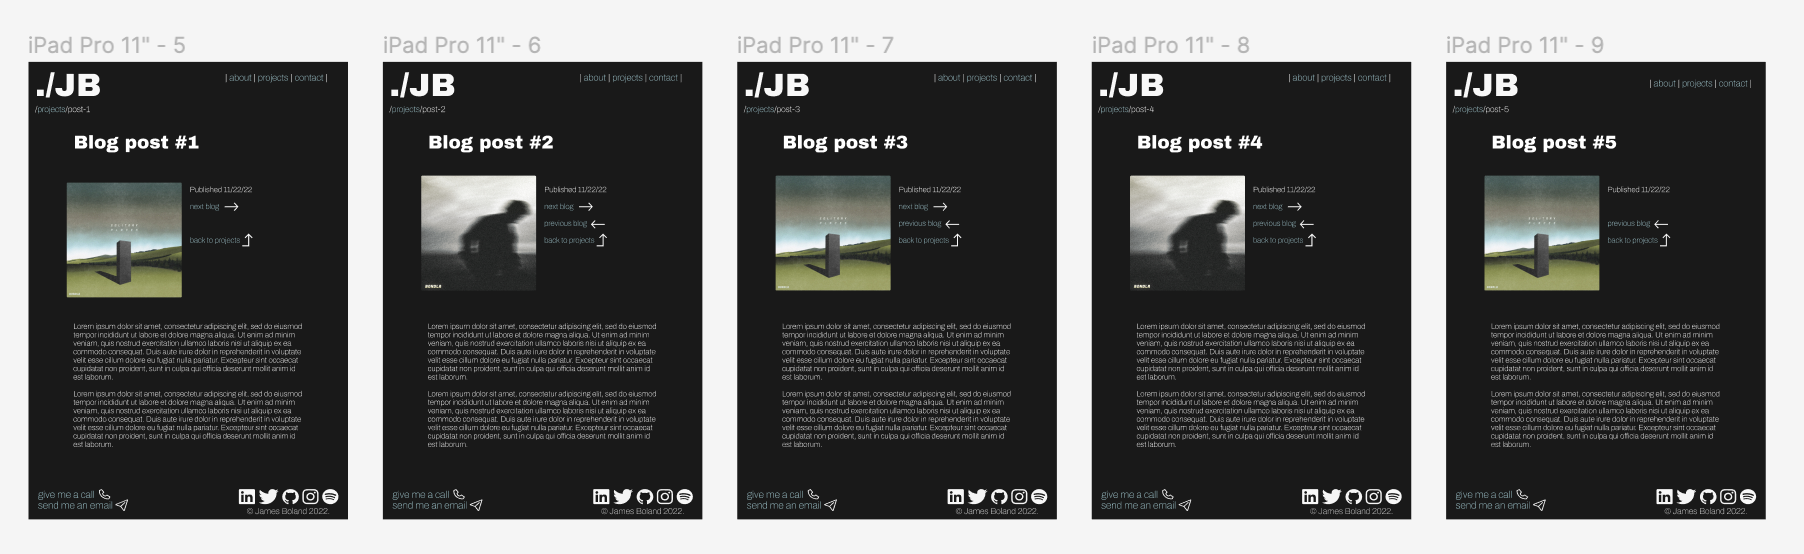 iPad Pro 11" - 5
./JB
| about | projects | contact |
/projects/post-1
Blog post #1
SOLITUDE
Published 11/22/22
next blog
back to projects
Lorem ipsum dolor sit amet, consectetur adipiscing elit, sed do eiusmod
tempor incididunt ut labore et dolore magna aliqua. Ut enim ad minim
veniam, quis nostrud exercitation ullamco laboris nisi ut aliquip ex ea
commodo consequat. Duis aute irure dolor in reprehenderit in voluptate
velit esse cillum dolore eu fugiat nulla pariatur. Excepteur sint occaecat
cupidatat non proident, sunt in culpa qui officia deserunt mollit anim id
est laborum.
Lorem ipsum dolor sit amet, consectetur adipiscing elit, sed do eiusmod
tempor incididunt ut labore et dolore magna aliqua. Ut enim ad minim
veniam, quis nostrud exercitation ullamco laboris nisi ut aliquip ex ea
commodo consequat. Duis aute irure dolor in reprehenderit in voluptate
velit esse cillum dolore eu fugiat nulla pariatur. Excepteur sint occaecat
cupidatat non proident, sunt in culpa qui officia deserunt mollit anim id
est laborum.
give me a call
send me an email
in
© James Boland 2022.
iPad Pro 11" - 6
./JB
| about | projects | contact |
/projects/post-2
Blog post #2
Published 11/22/22
next blog
previous blog
back to projects
Lorem ipsum dolor sit amet, consectetur adipiscing elit, sed do eiusmod
tempor incididunt ut labore et dolore magna aliqua. Ut enim ad minim
veniam, quis nostrud exercitation ullamco laboris nisi ut aliquip ex ea
commodo consequat. Duis aute irure dolor in reprehenderit in voluptate
velit esse cillum dolore eu fugiat nulla pariatur. Excepteur sint occaecat
cupidatat non proident, sunt in culpa qui officia deserunt mollit anim id
est laborum.
Lorem ipsum dolor sit amet, consectetur adipiscing elit, sed do eiusmod
tempor incididunt ut labore et dolore magna aliqua. Ut enim ad minim
veniam, quis nostrud exercitation ullamco laboris nisi ut aliquip ex ea
commodo consequat. Duis aute irure dolor in reprehenderit in voluptate
velit esse cillum dolore eu fugiat nulla pariatur. Excepteur sint occaecat
cupidatat non proident, sunt in culpa qui officia deserunt mollit anim id
est laborum.
give me a call
send me an email
in
© James Boland 2022.
iPad Pro 11" - 7
./JB
| about | projects | contact |
/projects/post-3
Blog post #3
SOLITUDE
Published 11/22/22
next blog
previous blog
back to projects
Lorem ipsum dolor sit amet, consectetur adipiscing elit, sed do eiusmod
tempor incididunt ut labore et dolore magna aliqua. Ut enim ad minim
veniam, quis nostrud exercitation ullamco laboris nisi ut aliquip ex ea
commodo consequat. Duis aute irure dolor in reprehenderit in voluptate
velit esse cillum dolore eu fugiat nulla pariatur. Excepteur sint occaecat
cupidatat non proident, sunt in culpa qui officia deserunt mollit anim id
est laborum.
Lorem ipsum dolor sit amet, consectetur adipiscing elit, sed do eiusmod
tempor incididunt ut labore et dolore magna aliqua. Ut enim ad minim
veniam, quis nostrud exercitation ullamco laboris nisi ut aliquip ex ea
commodo consequat. Duis aute irure dolor in reprehenderit in voluptate
velit esse cillum dolore eu fugiat nulla pariatur. Excepteur sint occaecat
cupidatat non proident, sunt in culpa qui officia deserunt mollit anim id
est laborum.
give me a call
send me an email
in
© James Boland 2022.
iPad Pro 11" - 8
./JB
| about | projects | contact |
/projects/post-4
Blog post #4
Published 11/22/22
next blog
previous blog
back to projects
Lorem ipsum dolor sit amet, consectetur adipiscing elit, sed do eiusmod
tempor incididunt ut labore et dolore magna aliqua. Ut enim ad minim
veniam, quis nostrud exercitation ullamco laboris nisi ut aliquip ex ea
commodo consequat. Duis aute irure dolor in reprehenderit in voluptate
velit esse cillum dolore eu fugiat nulla pariatur. Excepteur sint occaecat
cupidatat non proident, sunt in culpa qui officia deserunt mollit anim id
est laborum.
Lorem ipsum dolor sit amet, consectetur adipiscing elit, sed do eiusmod
tempor incididunt ut labore et dolore magna aliqua. Ut enim ad minim
veniam, quis nostrud exercitation ullamco laboris nisi ut aliquip ex ea
commodo consequat. Duis aute irure dolor in reprehenderit in voluptate
velit esse cillum dolore eu fugiat nulla pariatur. Excepteur sint occaecat
cupidatat non proident, sunt in culpa qui officia deserunt mollit anim id
est laborum.
give me a call
send me an email
in
© James Boland 2022.
iPad Pro 11" - 9
./JB
| about | projects | contact |
/projects/post-5
Blog post #5
SOLITUDE
Published 11/22/22
previous blog
back to projects
Lorem ipsum dolor sit amet, consectetur adipiscing elit, sed do eiusmod
tempor incididunt ut labore et dolore magna aliqua. Ut enim ad minim
veniam, quis nostrud exercitation ullamco laboris nisi ut aliquip ex ea
commodo consequat. Duis aute irure dolor in reprehenderit in voluptate
velit esse cillum dolore eu fugiat nulla pariatur. Excepteur sint occaecat
cupidatat non proident, sunt in culpa qui officia deserunt mollit anim id
est laborum.
Lorem ipsum dolor sit amet, consectetur adipiscing elit, sed do eiusmod
tempor incididunt ut labore et dolore magna aliqua. Ut enim ad minim
veniam, quis nostrud exercitation ullamco laboris nisi ut aliquip ex ea
commodo consequat. Duis aute irure dolor in reprehenderit in voluptate
velit esse cillum dolore eu fugiat nulla pariatur. Excepteur sint occaecat
cupidatat non proident, sunt in culpa qui officia deserunt mollit anim id
est laborum.
give me a call
send me an email
in
© James Boland 2022.